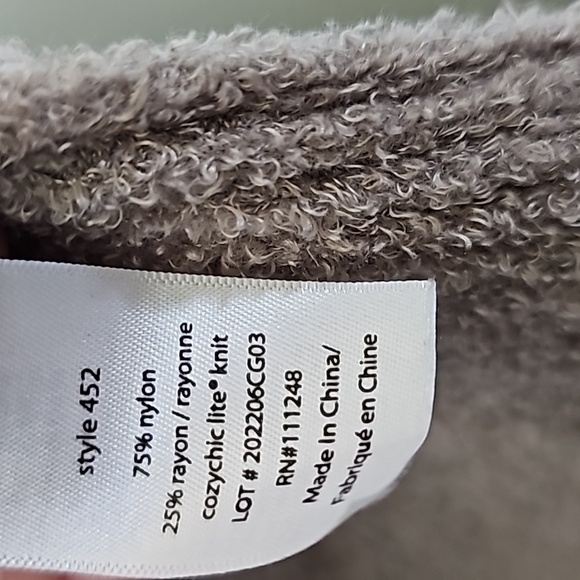 style 452
75% nylon
25% rayon / rayonne
cozychic lite® knit
LOT # 202206CG03
RN#111248
Made In China/
Fabriqué en Chine